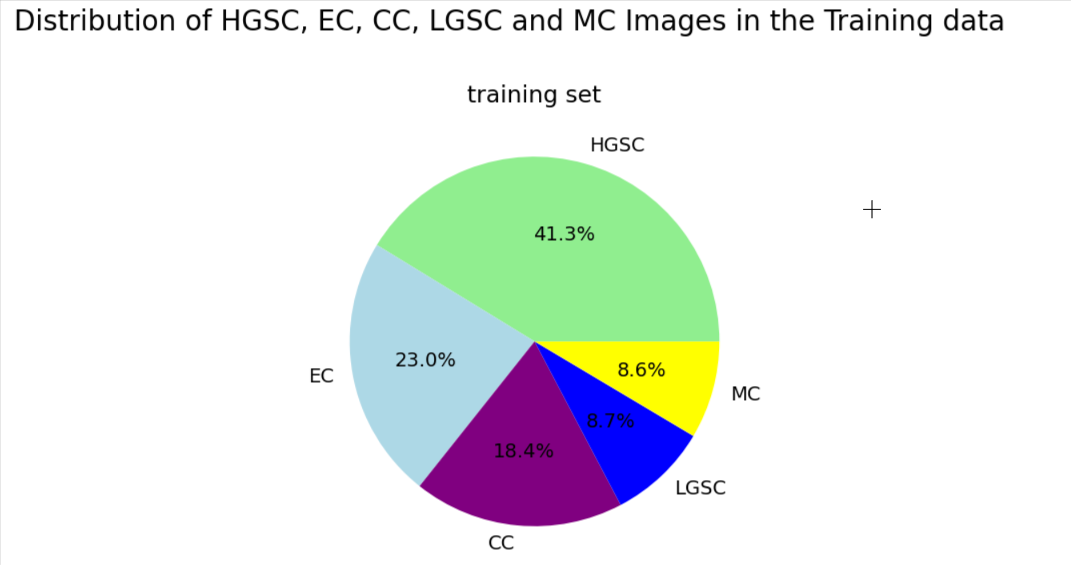 Distribution of HGSC, EC, CC, LGSC and MC Images in the Training data
training set
HGSC
41.3%
23.0%
EC
8.6%
MC
8.7%
18.4%
LGSC
CC